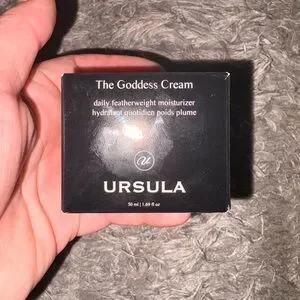 The Goddess Cream
daily featherweight moisturizer
hydratant quotidien poids plume
URSULA
50 ml | 1.69 fl oz